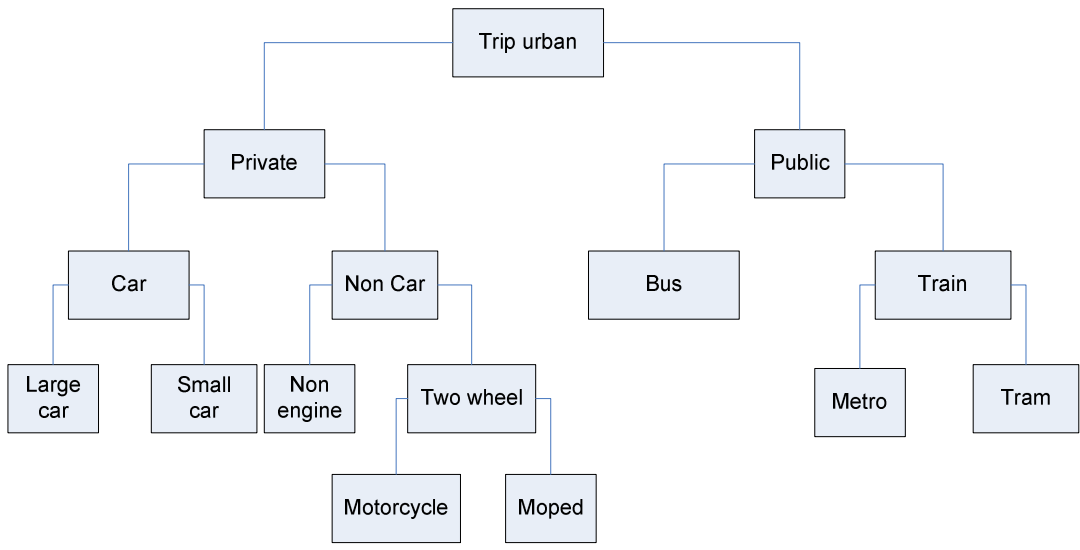 Trip urban
Private
Public
Car
Non Car
Bus
Train
Large
car
Small
car
Non
engine
Two wheel
Metro
Tram
Motorcycle
Moped